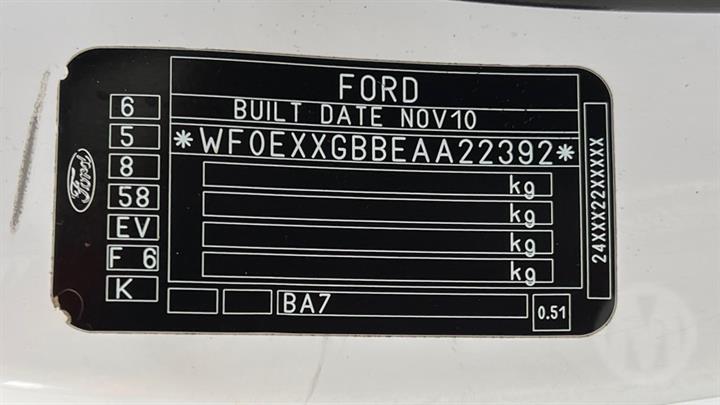 FORD
BUILT DATE NOV10
*WF0EXXGBBEAA22392*
kg
kg
kg
kg
BA7
0.51
6
5
8
58
EV
F 6
K
Ford
24XXX22XXXXX